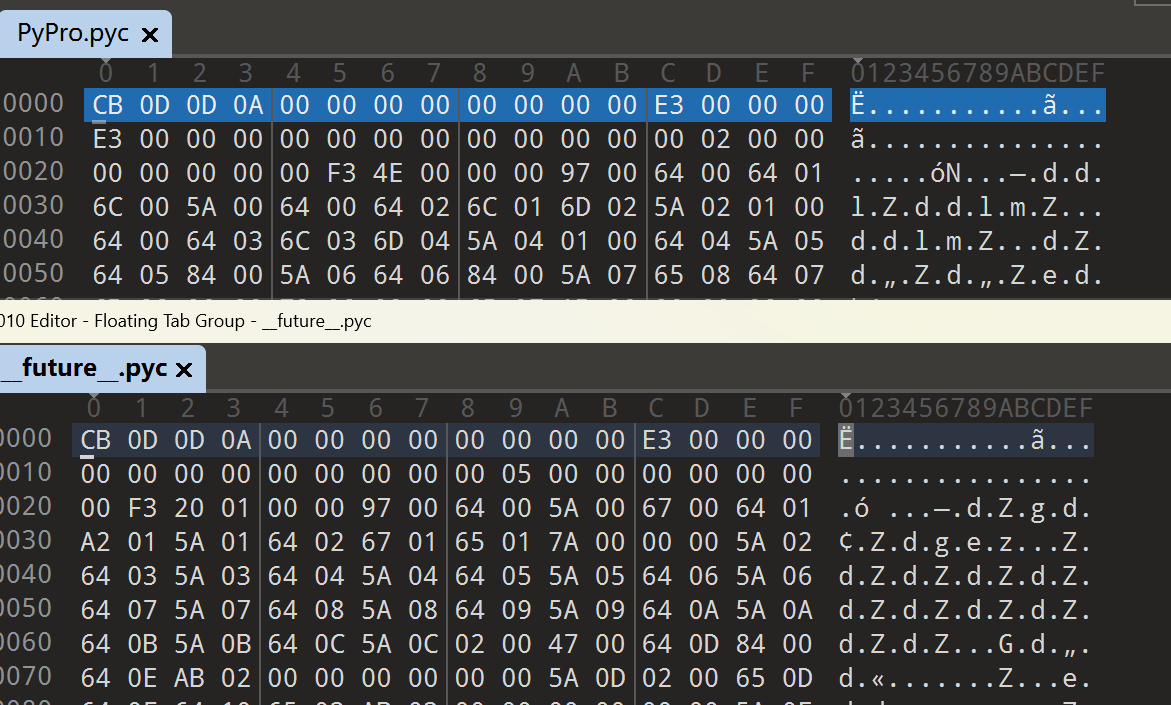 PyPro.pyc ×
0 1 2 3 4 5 6 7 8 9 A B C D E F 0123456789ABCDEF
0000 CB 0D 0D 0A 00 00 00 00 00 00 00 00 E3 00 00 00 Ë...........ã...
0010 E3 00 00 00 00 00 00 00 00 00 00 00 00 02 00 00 ã...............
0020 00 00 00 00 00 F3 4E 00 00 00 97 00 64 00 64 01 .....óN...—.d.d.
0030 6C 00 5A 00 64 00 64 02 6C 01 6D 02 5A 02 01 00 l.Z.d.d.l.m.Z...
0040 64 00 64 03 6C 03 6D 04 5A 04 01 00 64 04 5A 05 d.d.l.m.Z...d.Z.
0050 64 05 84 00 5A 06 64 06 84 00 5A 07 65 08 64 07 d.„.Z.d.„.Z.e.d.
010 Editor - Floating Tab Group - __future__.pyc
__future__.pyc ×
0 1 2 3 4 5 6 7 8 9 A B C D E F 0123456789ABCDEF
0000 CB 0D 0D 0A 00 00 00 00 00 00 00 00 E3 00 00 00 Ë...........ã...
0010 00 00 00 00 00 00 00 00 00 05 00 00 00 00 00 00 ................
0020 00 F3 20 01 00 00 97 00 64 00 5A 00 67 00 64 01 .ó ...—.d.Z.g.d.
0030 A2 01 5A 01 64 02 67 01 65 01 7A 00 00 00 5A 02 ¢.Z.d.g.e.z...Z.
0040 64 03 5A 03 64 04 5A 04 64 05 5A 05 64 06 5A 06 d.Z.d.Z.d.Z.d.Z.
0050 64 07 5A 07 64 08 5A 08 64 09 5A 09 64 0A 5A 0A d.Z.d.Z.d.Z.d.Z.
0060 64 0B 5A 0B 64 0C 5A 0C 02 00 47 00 64 0D 84 00 d.Z.d.Z...G.d.„.
0070 64 0E AB 02 00 00 00 00 00 00 5A 0D 02 00 65 0D d.«.......Z...e.